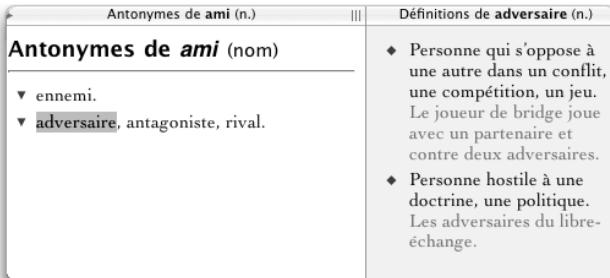 Antonymes de ami (n.)
Antonymes de ami (nom)
ennemi.
adversaire, antagoniste, rival.
Définitions de adversaire (n.)
Personne qui s'oppose à
une autre dans un conflit,
une compétition, un jeu.
Le joueur de bridge joue
avec un partenaire et
contre deux adversaires.
Personne hostile à une
doctrine, une politique.
Les adversaires du libre-
échange.